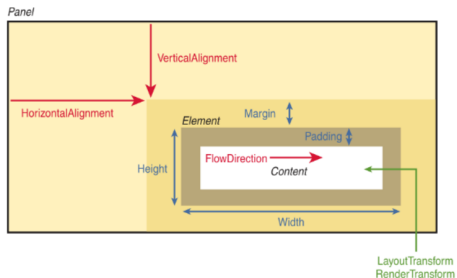 Panel
VerticalAlignment
HorizontalAlignment
Margin
Element
Padding
FlowDirection
Height
Content
Width
LayoutTransform
RenderTransform